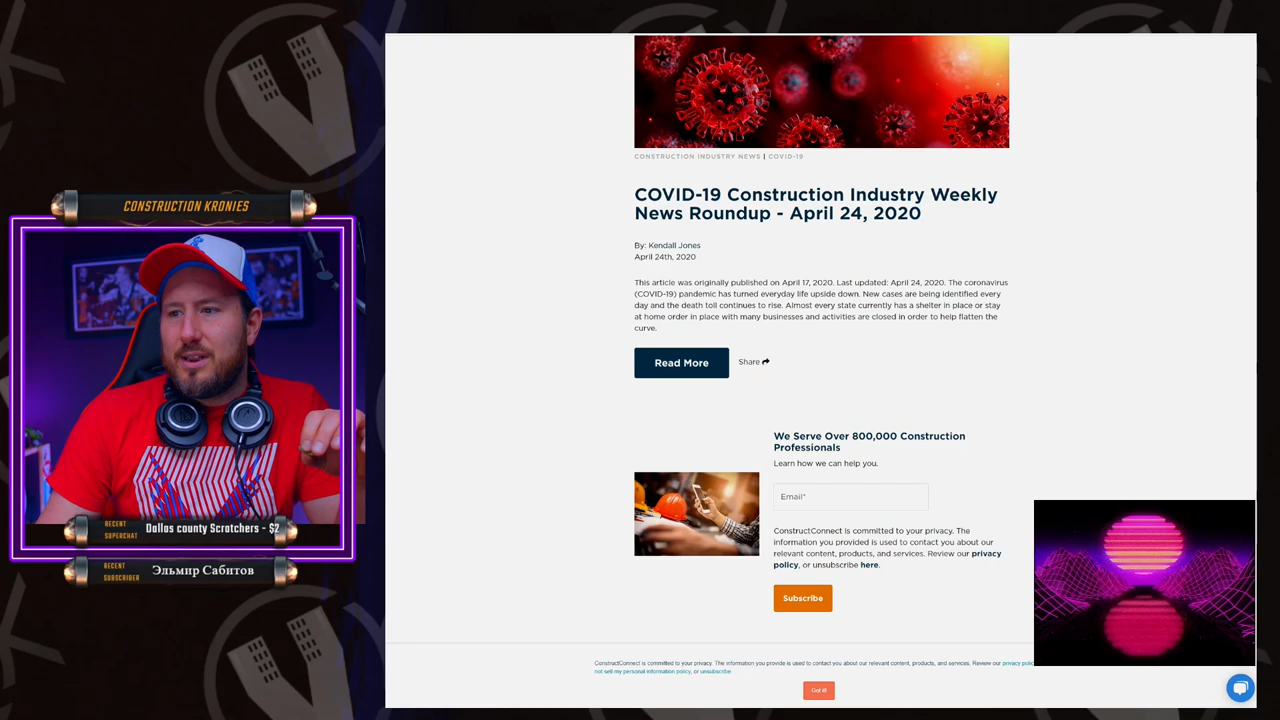 CONSTRUCTION KRONIES
RECENT
SUPERCHAT
Dallas county Scratchers - $2
RECENT
SUBSCRIBER
Эльмир Сабитов
CONSTRUCTION INDUSTRY NEWS | COVID-19
COVID-19 Construction Industry Weekly
News Roundup - April 24, 2020
By: Kendall Jones
April 24th, 2020
This article was originally published on April 17, 2020. Last updated: April 24, 2020. The coronavirus
(COVID-19) pandemic has turned everyday life upside down. New cases are being identified every
day and the death toll continues to rise. Almost every state currently has a shelter in place or stay
at home order in place with many businesses and activities are closed in order to help flatten the
curve.
Read More
Share
We Serve Over 800,000 Construction
Professionals
Learn how we can help you.
Email*
ConstructConnect is committed to your privacy. The
information you provided is used to contact you about our
relevant content, products, and services. Review our privacy
policy, or unsubscribe here.
Subscribe
ConstructConnect is committed to your privacy. The information you provide is used to contact you about our relevant content, products, and services. Review our privacy
not sell my personal information policy, or unsubscribe.
Got it!